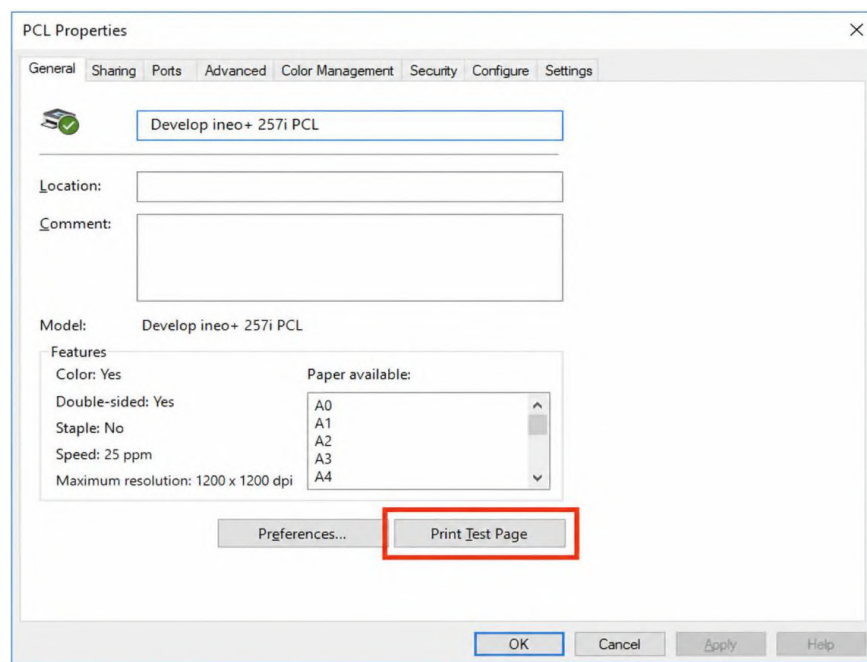 PCL Properties
General Sharing Ports Advanced Color Management Security Configure Settings
Develop ineo+ 257i PCL
Location:
Comment:
Model: Develop ineo+ 257i PCL
Features
Color: Yes
Double-sided: Yes
Staple: No
Speed: 25 ppm
Maximum resolution: 1200 x 1200 dpi
Paper available:
A0
A1
A2
A3
A4
Preferences... Print Test Page
OK Cancel Apply Help